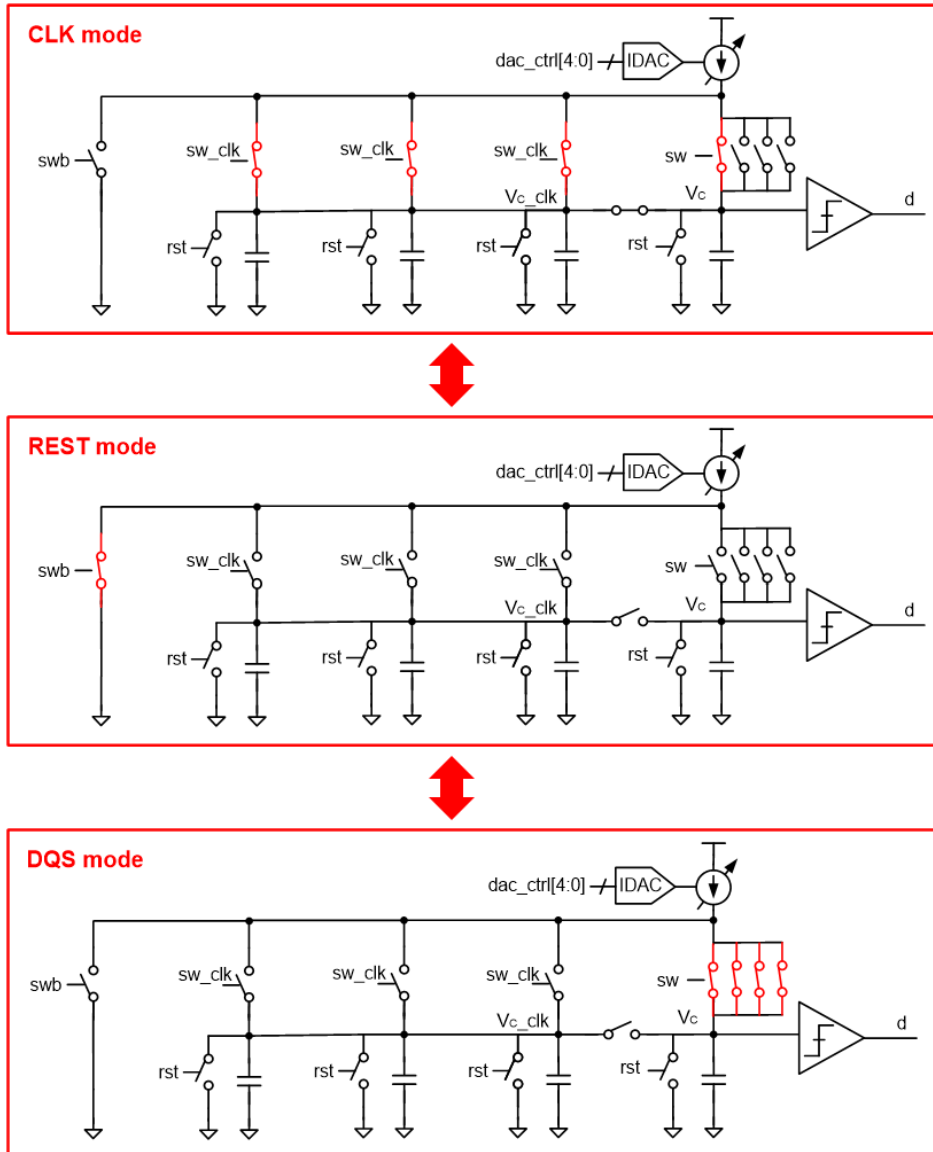 CLK mode
dac_ctrl[4:0] IDAC
swb sw_clk sw_clk sw_clk sw
Vc_clk Vc d
rst rst rst rst
REST mode
dac_ctrl[4:0] IDAC
swb sw_clk sw_clk sw_clk sw
Vc_clk Vc d
rst rst rst rst
DQS mode
dac_ctrl[4:0] IDAC
swb sw_clk sw_clk sw_clk sw
Vc_clk Vc d
rst rst rst rst